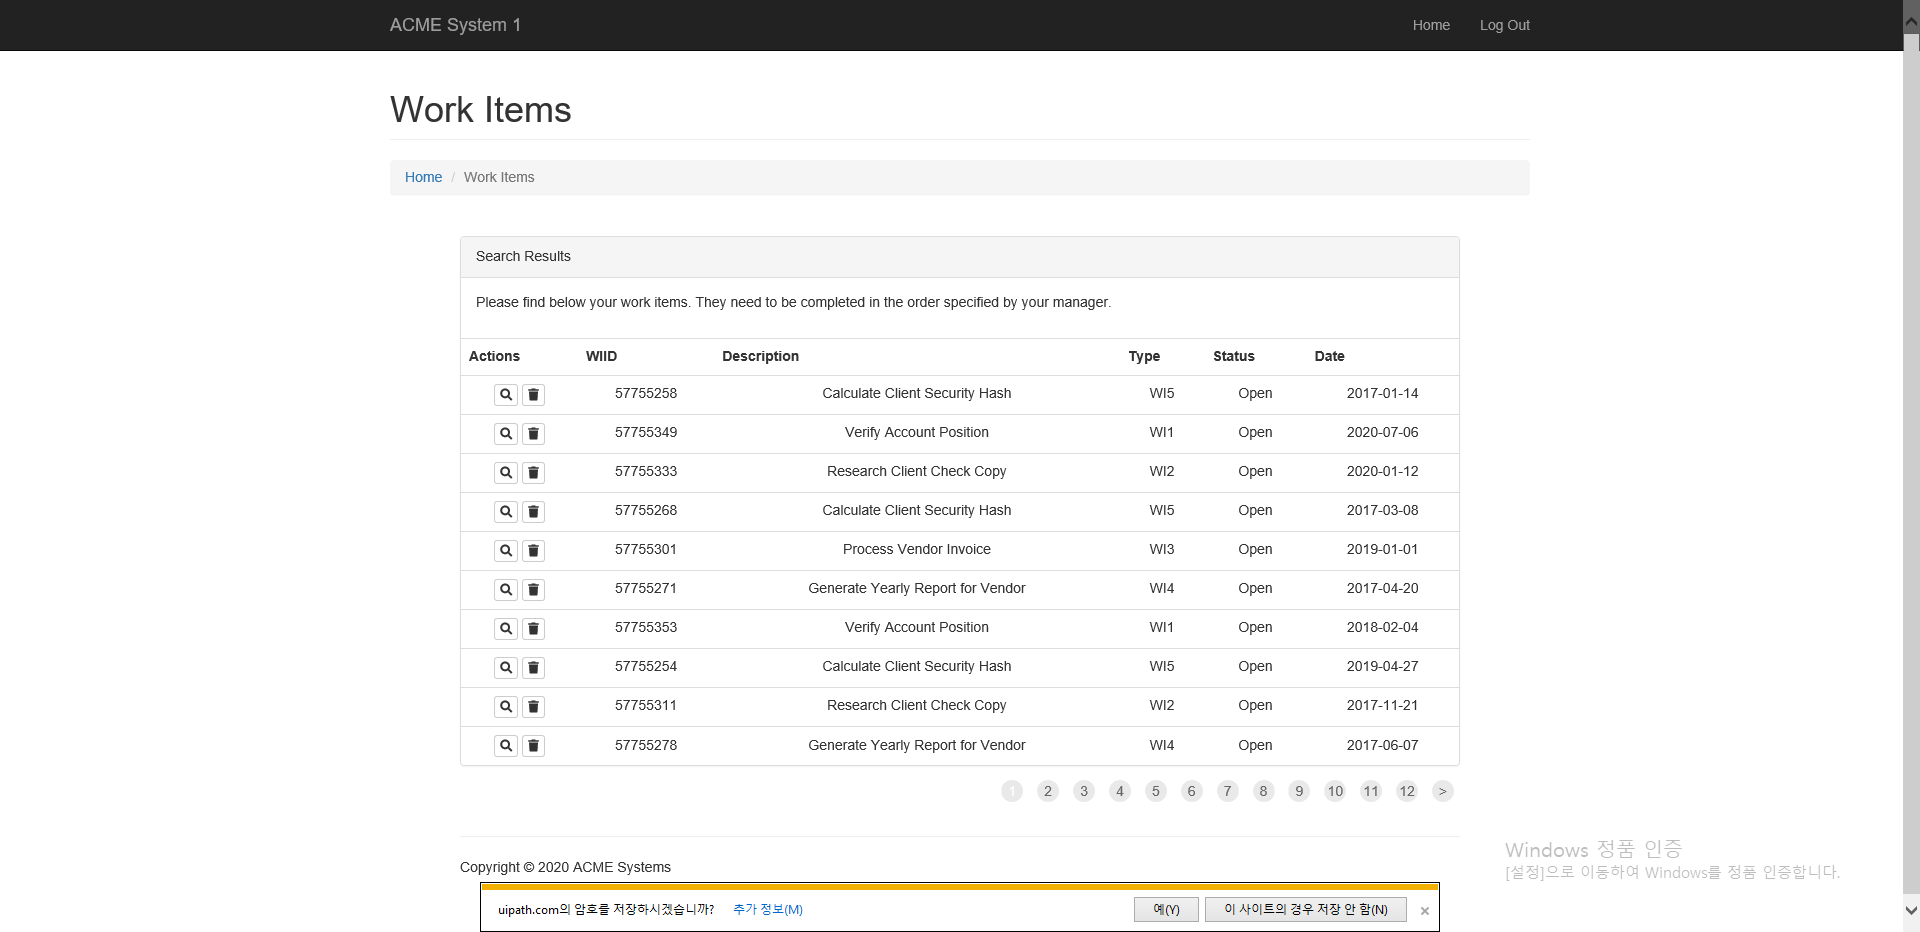 ACME System 1 Home Log Out
Work Items
Home / Work Items
Search Results
Please find below your work items. They need to be completed in the order specified by your manager.
Actions WIID Description Type Status Date
57755258 Calculate Client Security Hash WI5 Open 2017-01-14
57755349 Verify Account Position WI1 Open 2020-07-06
57755333 Research Client Check Copy WI2 Open 2020-01-12
57755268 Calculate Client Security Hash WI5 Open 2017-03-08
57755301 Process Vendor Invoice WI3 Open 2019-01-01
57755271 Generate Yearly Report for Vendor WI4 Open 2017-04-20
57755353 Verify Account Position WI1 Open 2018-02-04
57755254 Calculate Client Security Hash WI5 Open 2019-04-27
57755311 Research Client Check Copy WI2 Open 2017-11-21
57755278 Generate Yearly Report for Vendor WI4 Open 2017-06-07
1 2 3 4 5 6 7 8 9 10 11 12 >
Windows 정품 인증
[설정]으로 이동하여 Windows를 정품 인증합니다.
Copyright © 2020 ACME Systems
uipath.com의 암호를 저장하시겠습니까? 추가 정보(M) 예(Y) 이 사이트의 경우 저장 안 함(N) ×